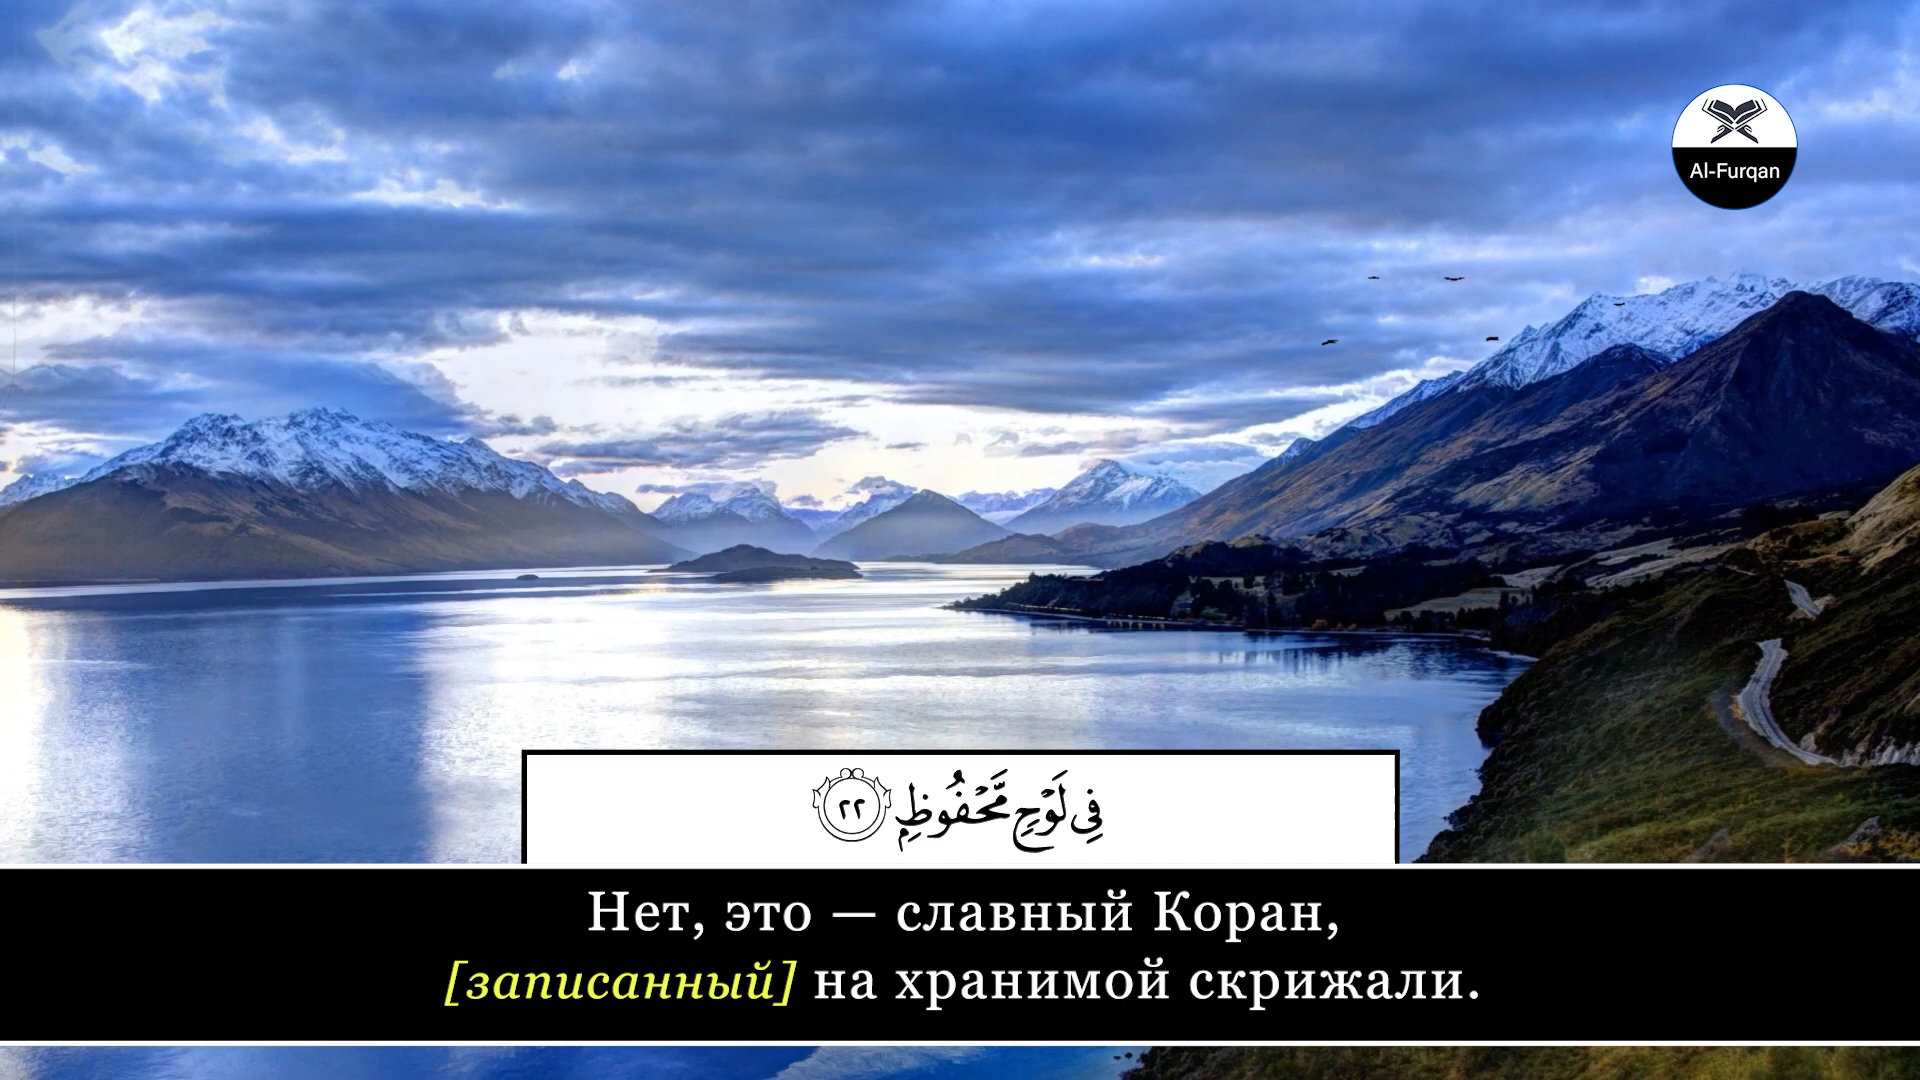 Al-Furqan
فِى لَوْحٍ مَّحْفُوظٍۭ ٢٢
Нет, это — славный Коран,
[записанный] на хранимой скрижали.